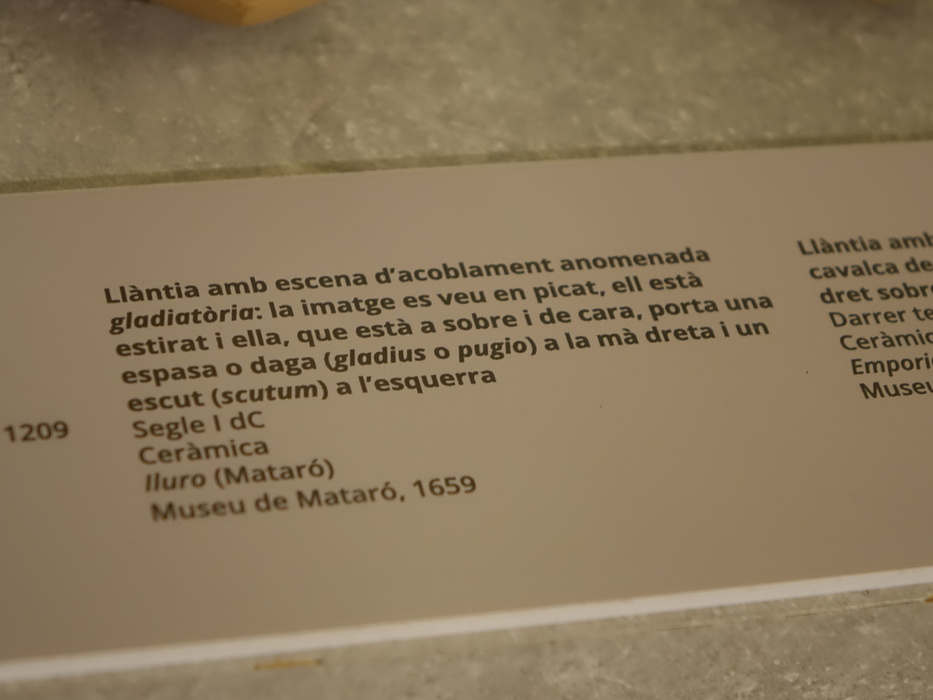 Llàntia amb escena d'acoblament anomenada
gladiatòria: la imatge es veu en picat, ell està
estirat i ella, que està a sobre i de cara, porta una
espasa o daga (gladius o pugio) a la mà dreta i un
escut (scutum) a l'esquerra
Segle I dC
Ceràmica
Iluro (Mataró)
Museu de Mataró, 1659
1209
Llàntia amb
cavalca de
dret sobre
Darrer te
Ceràmic
Empori
Museu